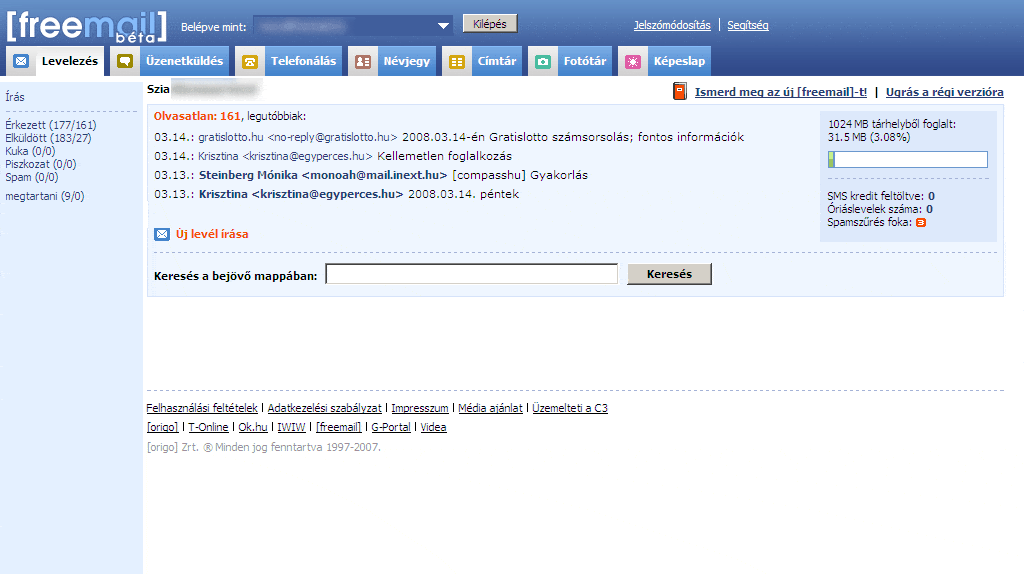 [freemail]
béta
Belépve mint:
Kilépés
Jelszómódosítás | Segítség
Levelezés
Üzenetküldés
Telefonálás
Névjegy
Címtár
Fotótár
Képeslap
Írás
Érkezett (177/161)
Elküldött (183/27)
Kuka (0/0)
Piszkozat (0/0)
Spam (0/0)
megtartani (9/0)
Szia
Ismerd meg az új [freemail]-t! | Ugrás a régi verzióra
Olvasatlan: 161, legutóbbiak:
03.14.: gratislotto.hu <no-reply@gratislotto.hu> 2008.03.14-én Gratislotto számsorsolás; fontos információk
03.14.: Krisztina <krisztina@egyperces.hu> Kellemetlen foglalkozás
03.13.: Steinberg Mónika <monoah@mail.inext.hu> [compasshu] Gyakorlás
03.13.: Krisztina <krisztina@egyperces.hu> 2008.03.14. péntek
Új levél írása
Keresés a bejövő mappában:
Keresés
1024 MB tárhelyből foglalt:
31.5 MB (3.08%)
SMS kredit feltöltve: 0
Óriáslevelek száma: 0
Spamszűrés foka: 3
Felhasználási feltételek | Adatkezelési szabályzat | Impresszum | Média ajánlat | Üzemelteti a C3
[origo] | T-Online | Ok.hu | IWIW | [freemail] | G-Portal | Videa
[origo] Zrt. ® Minden jog fenntartva 1997-2007.